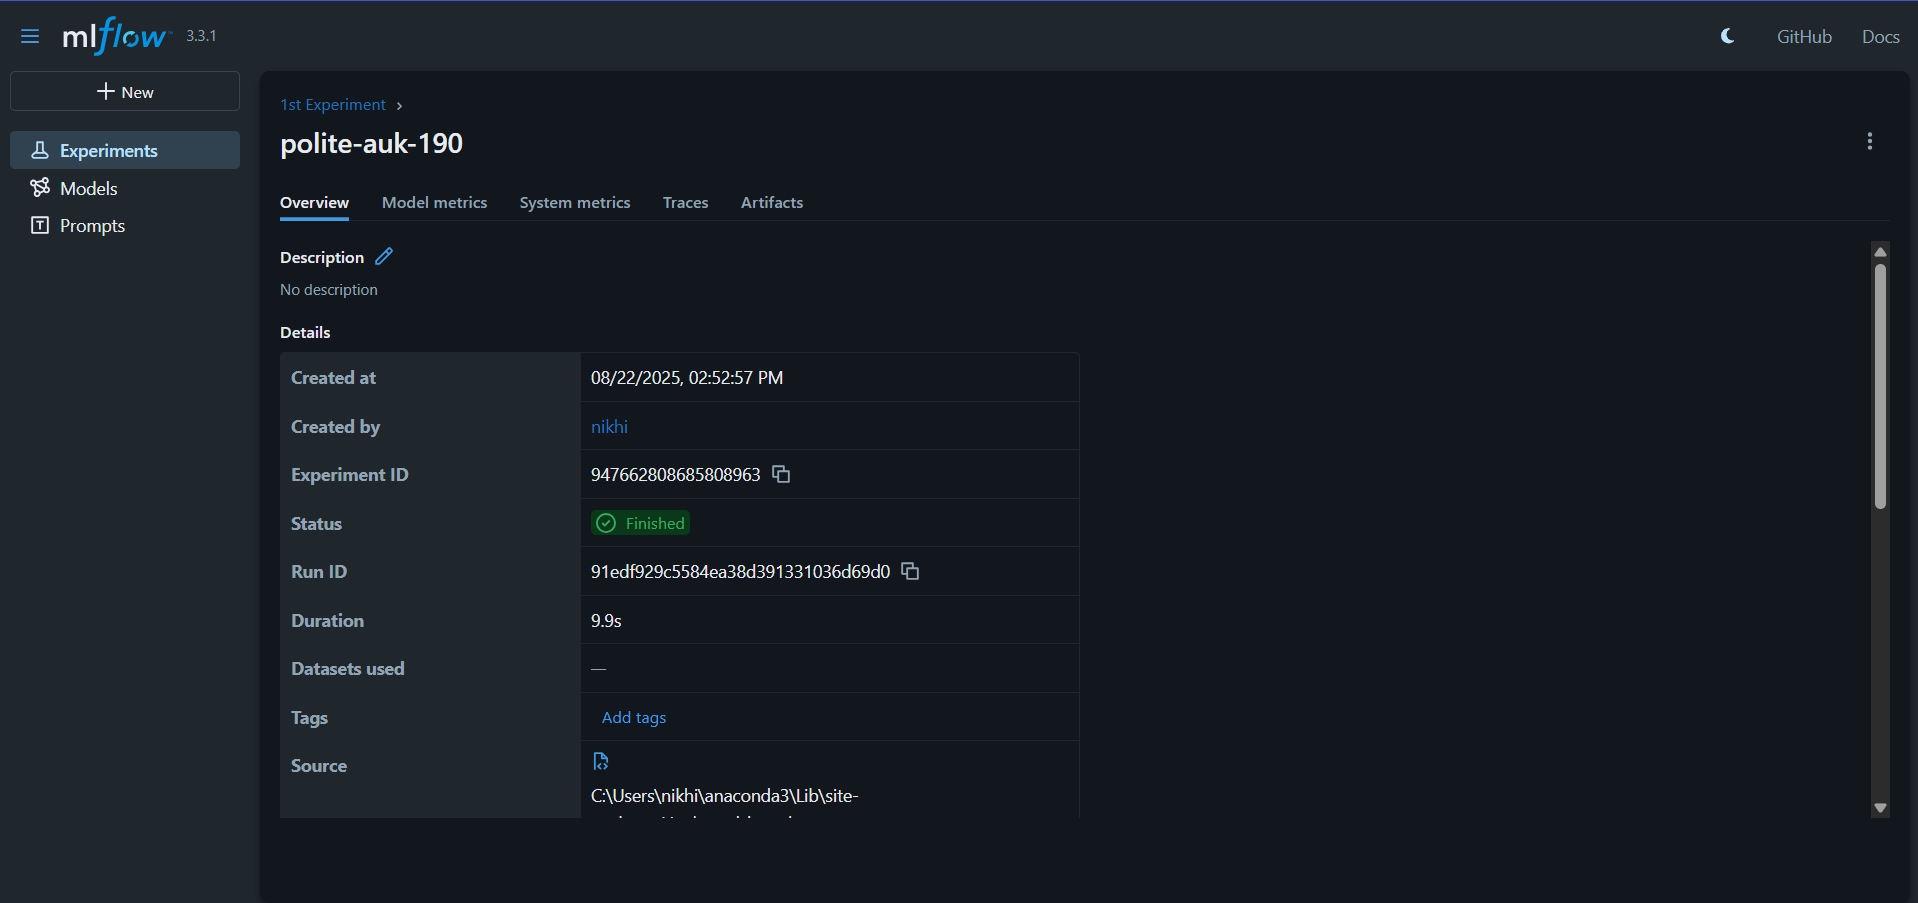 mlflow™ 3.3.1
GitHub Docs
New
Experiments
Models
Prompts
1st Experiment
polite-auk-190
Overview Model metrics System metrics Traces Artifacts
Description
No description
Details
Created at 08/22/2025, 02:52:57 PM
Created by nikhi
Experiment ID 947662808685808963
Status Finished
Run ID 91edf929c5584ea38d391331036d69d0
Duration 9.9s
Datasets used —
Tags Add tags
Source
C:\Users\nikhi\anaconda3\Lib\site-